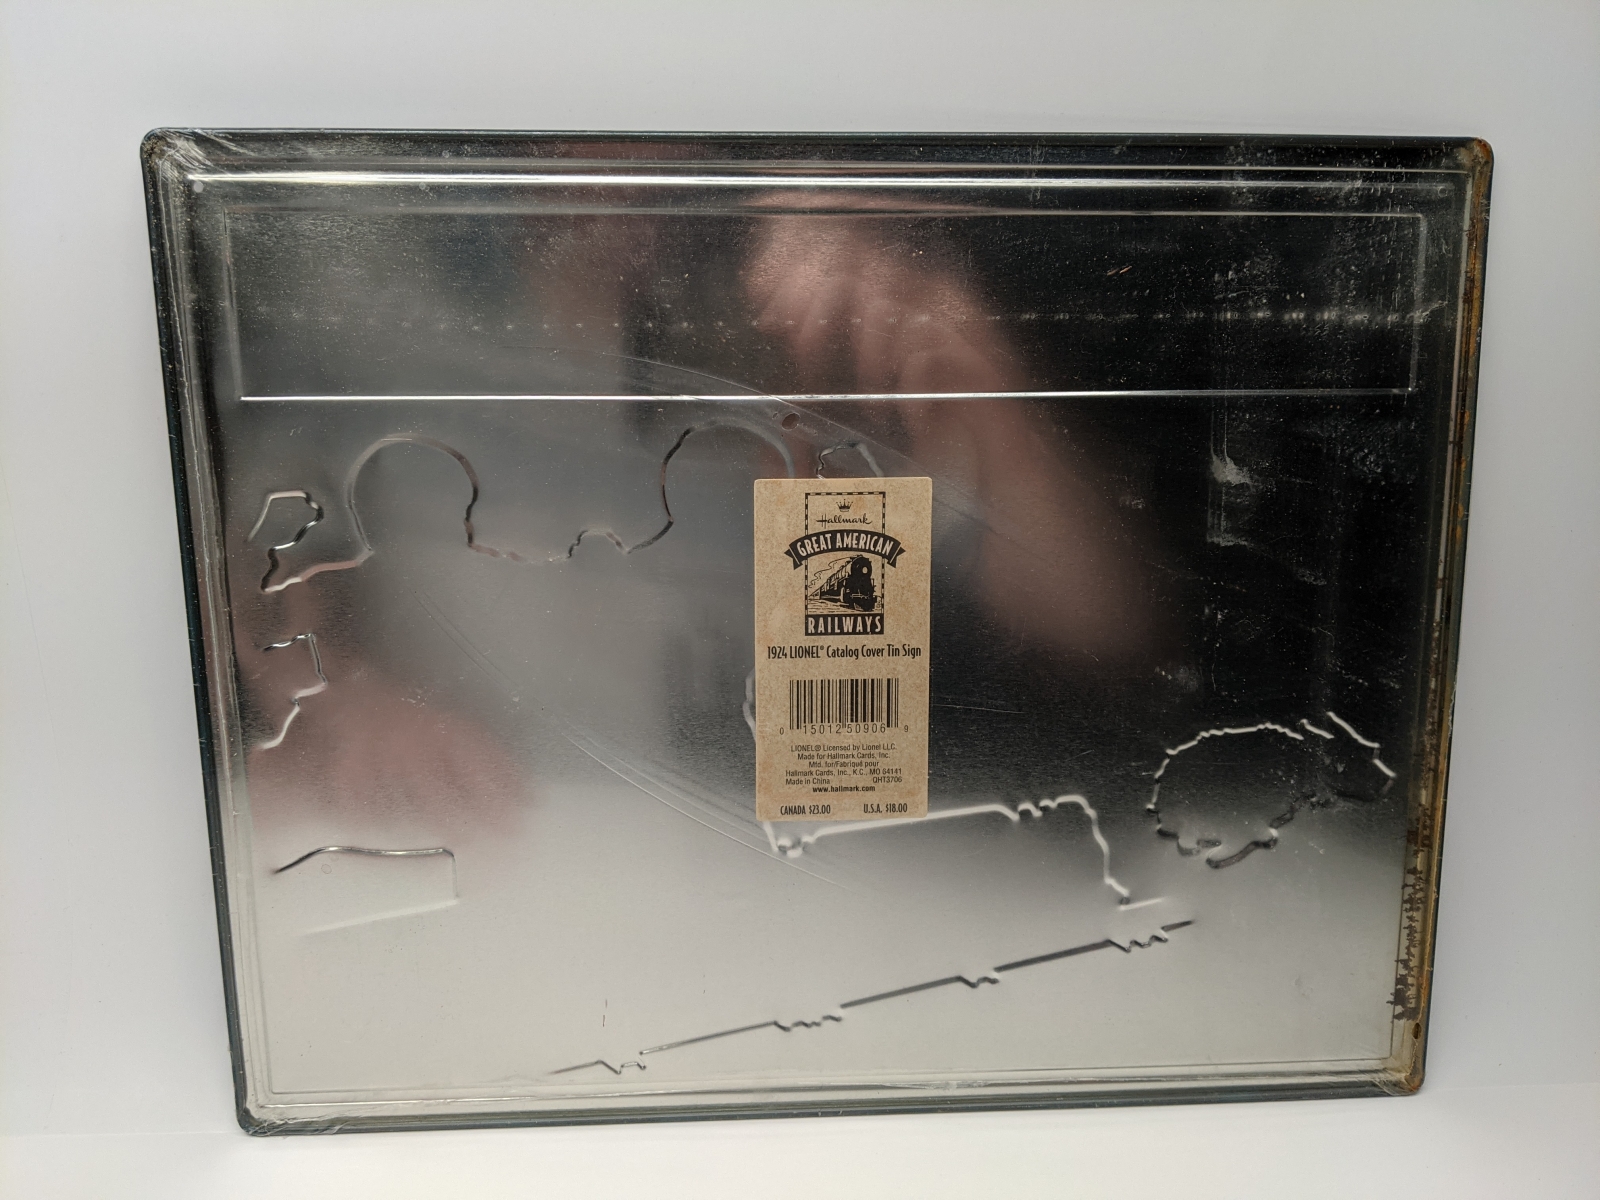 Hallmark
GREAT AMERICAN
RAILWAYS
1924 LIONEL® Catalog Cover Tin Sign
0 15012 50906 9
LIONEL® Licensed by Lionel LLC.
Made for Hallmark Cards, Inc.
Mfd. for/Fabriqué pour
Hallmark Cards, Inc., K.C., MO 64141
Made in China QHT3706
www.hallmark.com
CANADA $23.00 U.S.A. $18.00